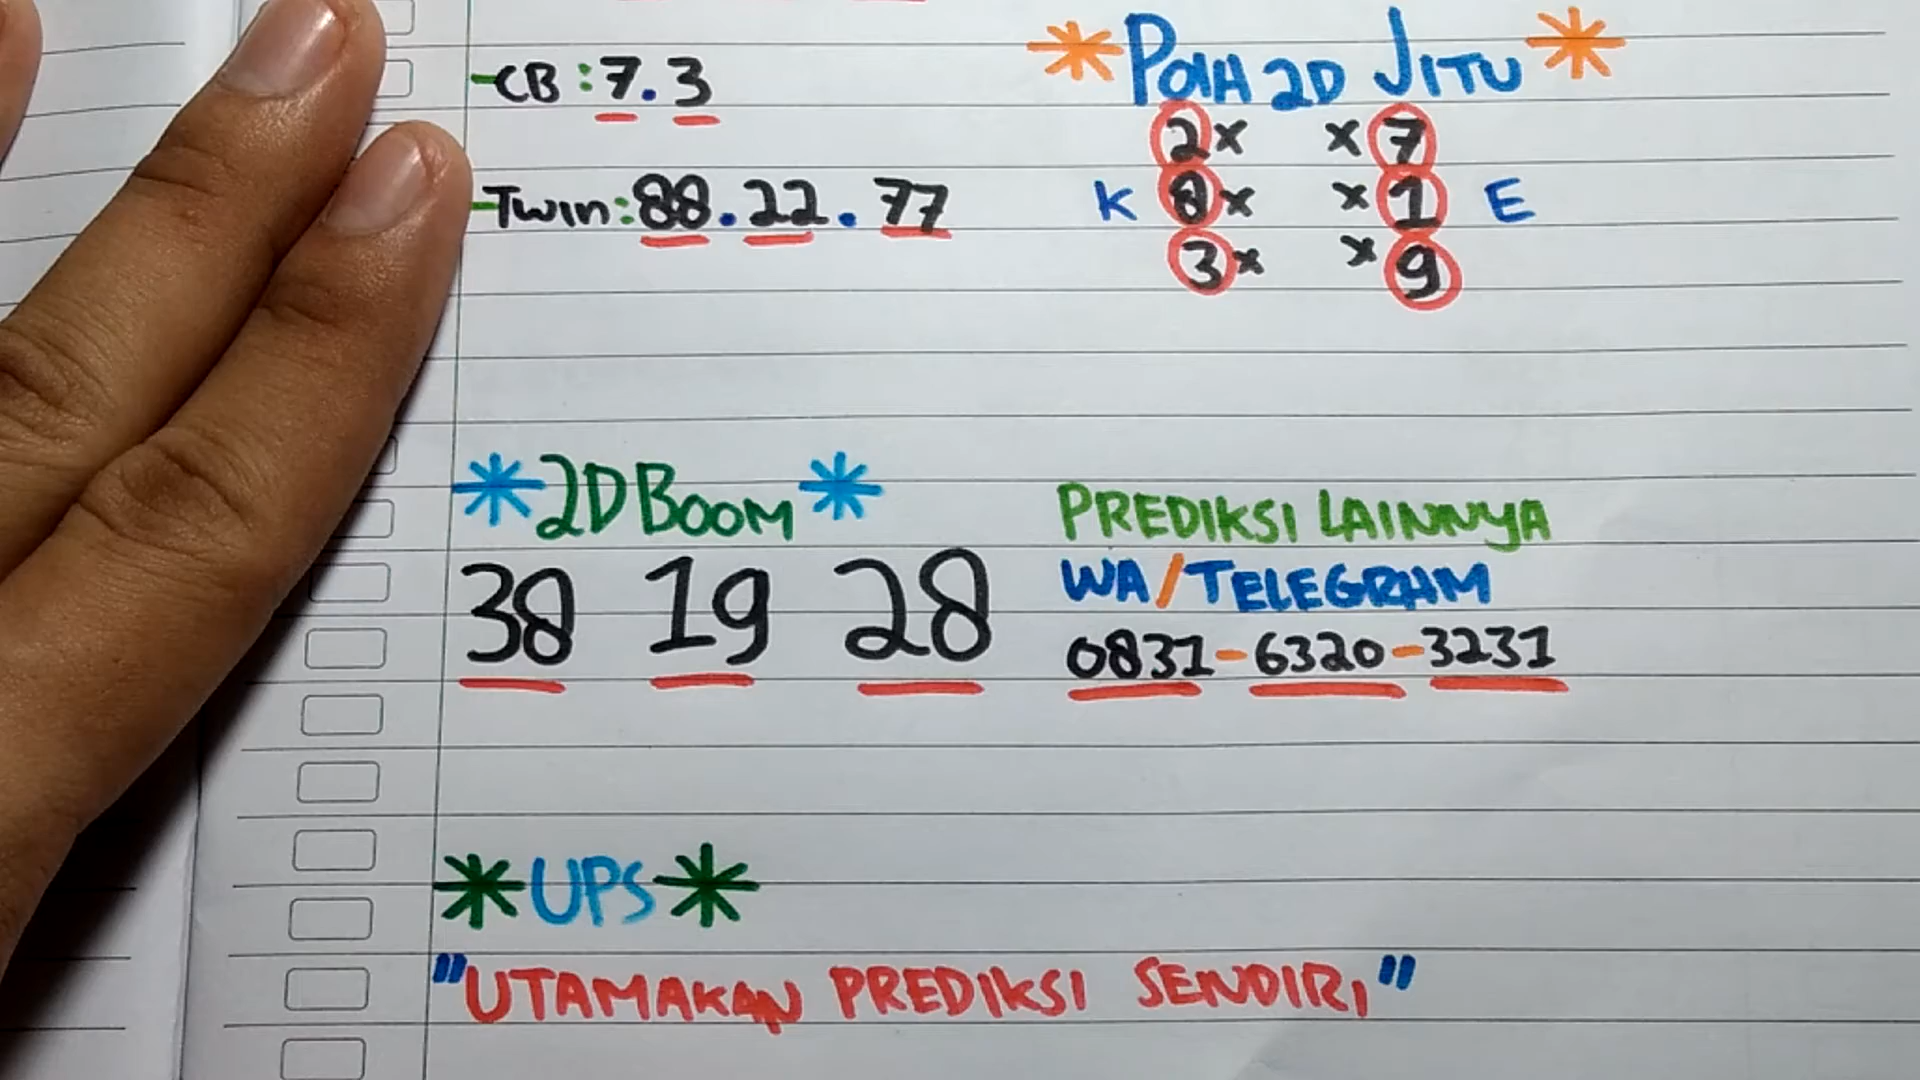 -CB : 7 . 3
-Twin : 88 . 22 . 77
* POLA 2D JITU *
2x x7
K 8x x1 E
3x x9
* 2D BOOM *
38 19 28
PREDIKSI LAINNYA
WA/TELEGRAM
0831-6320-3231
* UPS *
"UTAMAKAN PREDIKSI SENDIRI"